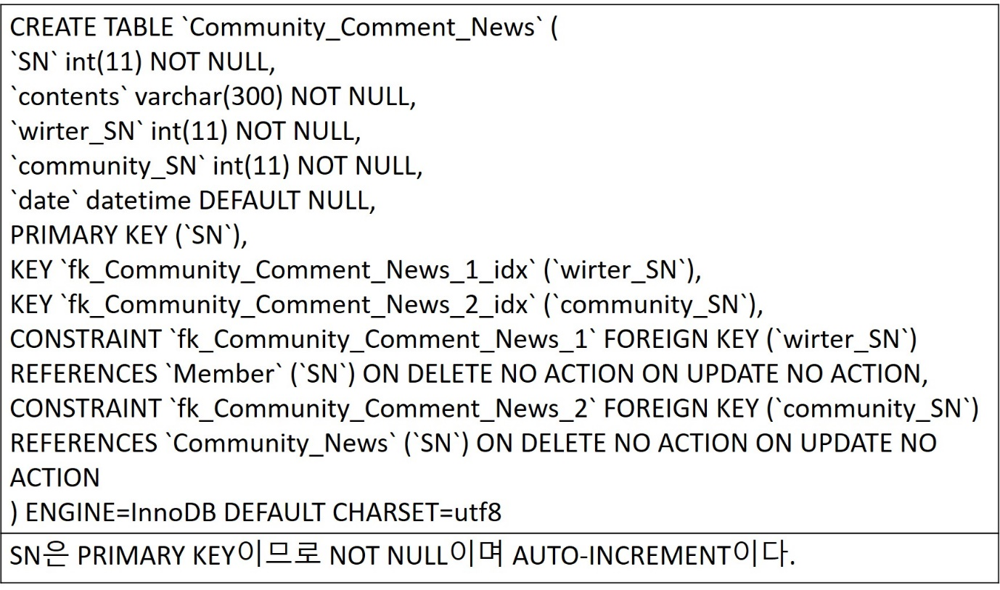 CREATE TABLE `Community_Comment_News` (
`SN` int(11) NOT NULL,
`contents` varchar(300) NOT NULL,
`wirter_SN` int(11) NOT NULL,
`community_SN` int(11) NOT NULL,
`date` datetime DEFAULT NULL,
PRIMARY KEY (`SN`),
KEY `fk_Community_Comment_News_1_idx` (`wirter_SN`),
KEY `fk_Community_Comment_News_2_idx` (`community_SN`),
CONSTRAINT `fk_Community_Comment_News_1` FOREIGN KEY (`wirter_SN`)
REFERENCES `Member` (`SN`) ON DELETE NO ACTION ON UPDATE NO ACTION,
CONSTRAINT `fk_Community_Comment_News_2` FOREIGN KEY (`community_SN`)
REFERENCES `Community_News` (`SN`) ON DELETE NO ACTION ON UPDATE NO
ACTION
) ENGINE=InnoDB DEFAULT CHARSET=utf8
SN은 PRIMARY KEY이므로 NOT NULL이며 AUTO-INCREMENT이다.